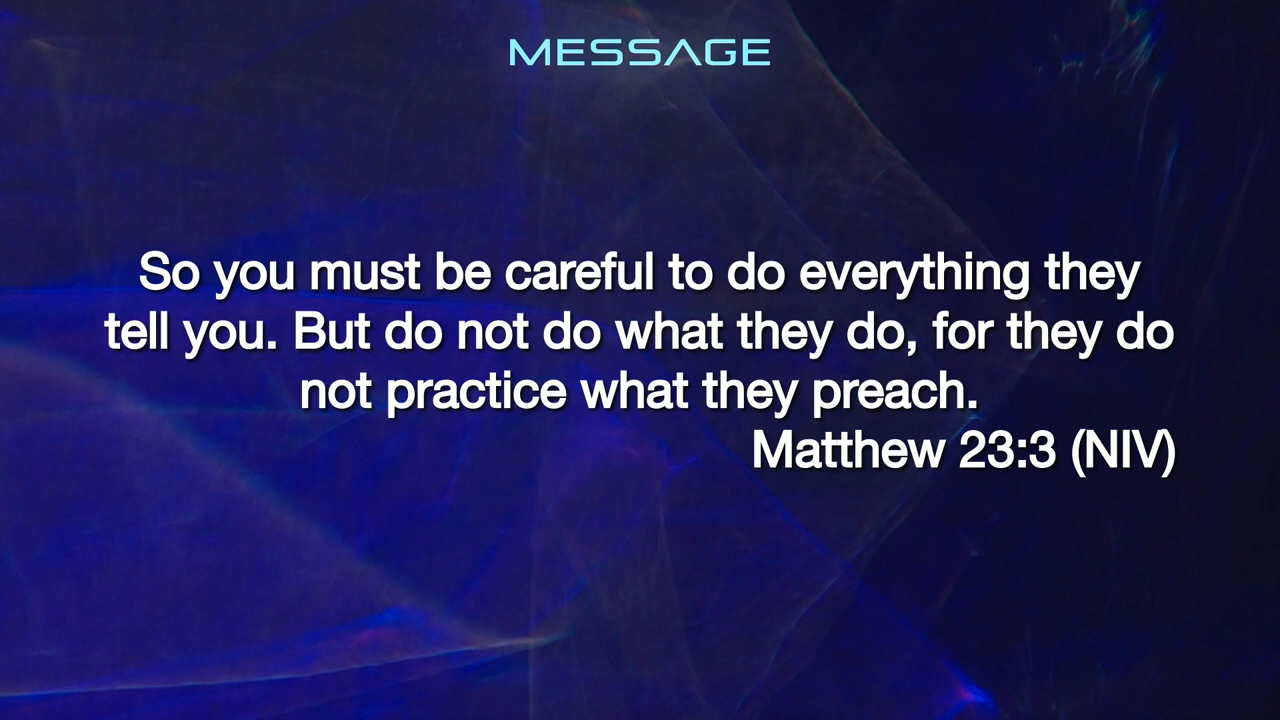 MESSAGE
So you must be careful to do everything they
tell you. But do not do what they do, for they do
not practice what they preach.
Matthew 23:3 (NIV)